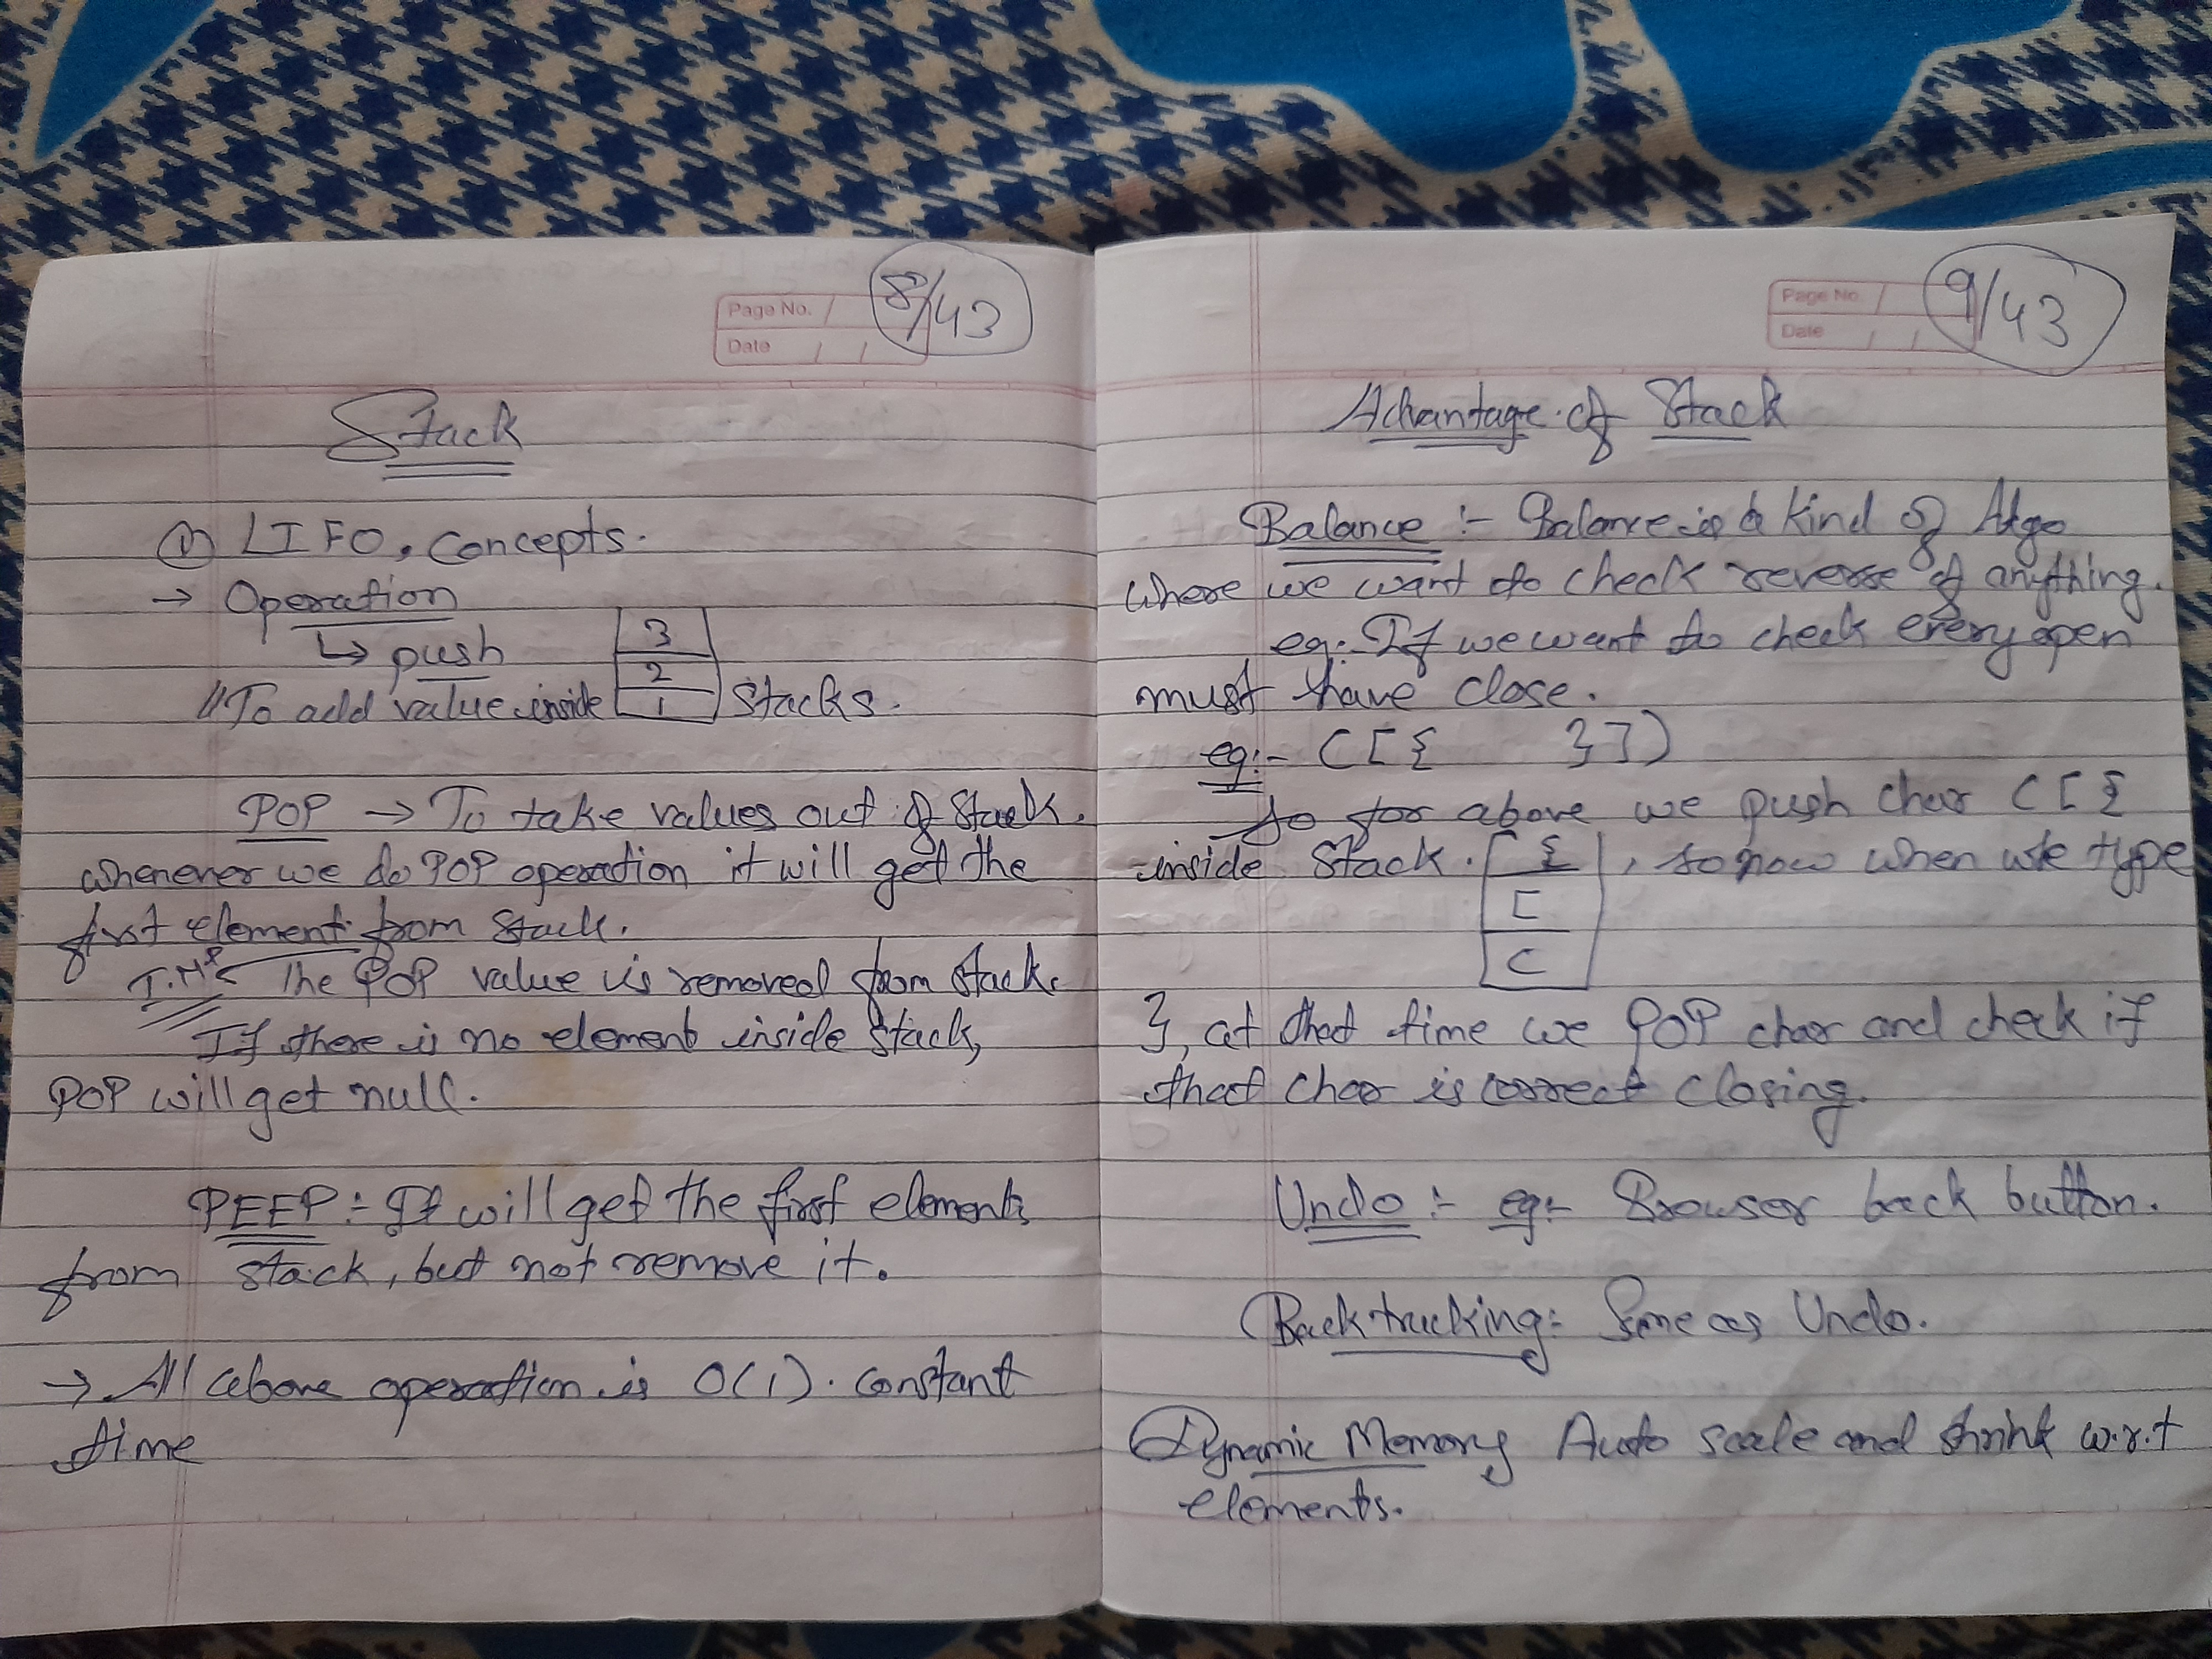 Page No.
Date
8/43
Stack
① LIFO, Concepts.
→ Operation
↳ push
3
2
1
"To add value inside Stacks.
POP → To take values out of stack.
whenever we do POP operation it will get the
first element from stack.
The POP value is removed from stack.
If there is no element inside stack,
POP will get null.
PEEP:- It will get the first element,
from stack, but not remove it.
→ All above operation is O(1). constant
time
Page No.
Date
9/43
Advantage of Stack
Balance :- Balance is a kind of Algo
where we want to check reverse of anything.
eg:- If we want to check every open
must have close.
eg:- ( [ { } ] )
→ So for above we push char ( [ {
inside stack. , so now when we type
{
[
(
}, at that time we POP char and check if
that char is correct closing.
Undo :- eg:- Browser back button.
Backtracking:- Same as Undo.
Dynamic Memory Auto scale and shrink w.r.t
elements.